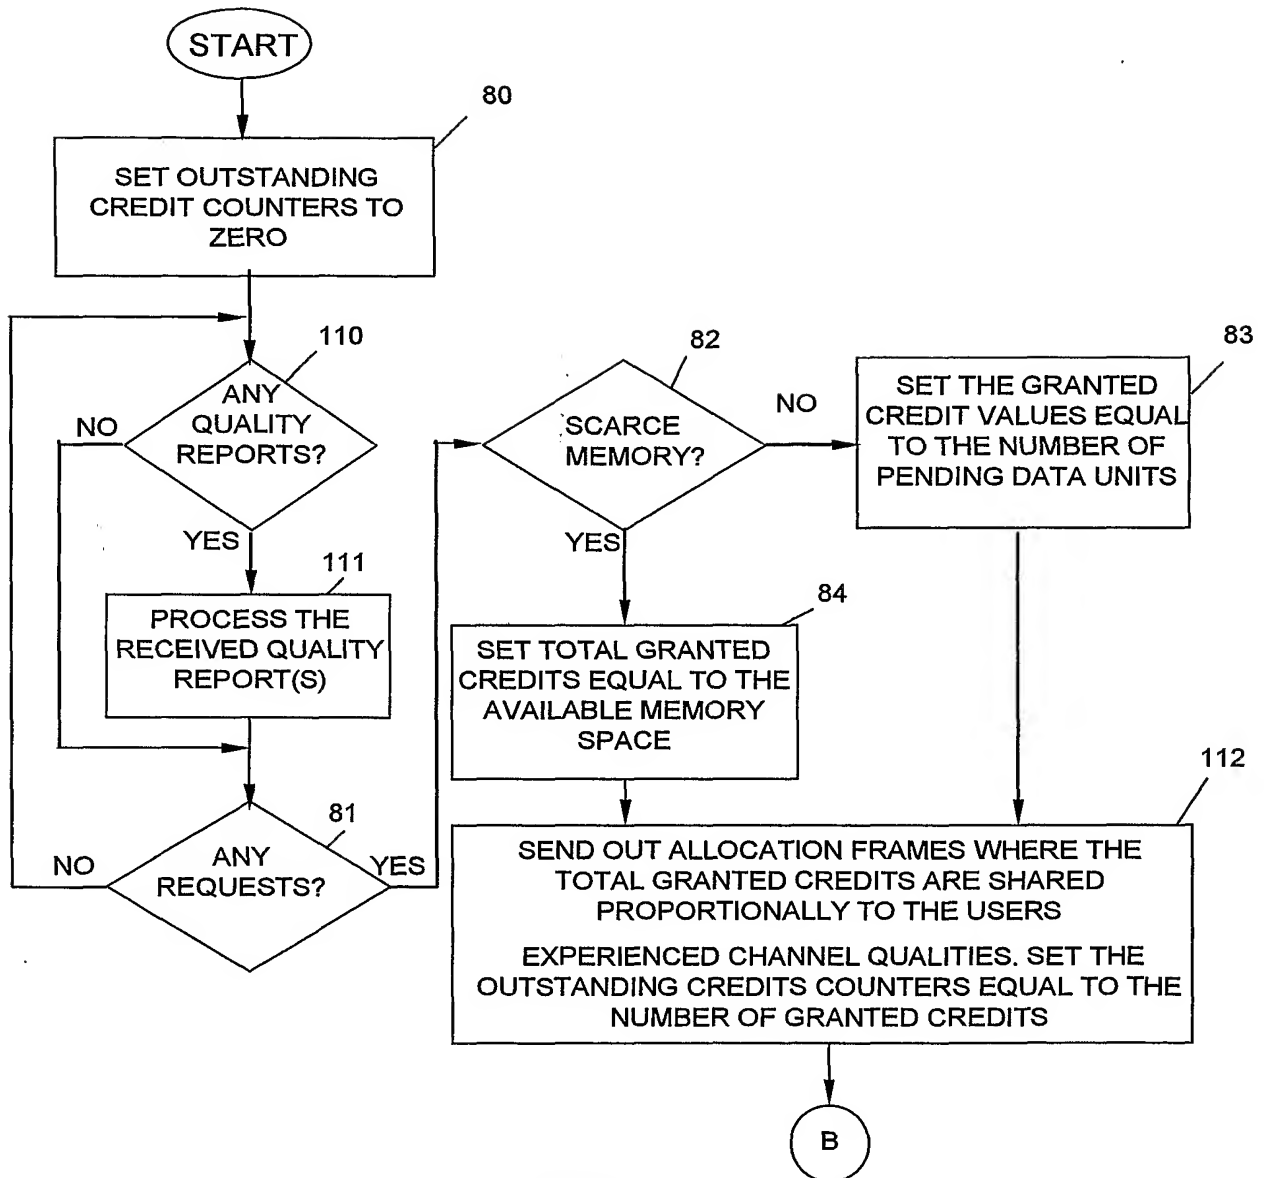 START
80
SET OUTSTANDING
CREDIT COUNTERS TO
ZERO
110
ANY
QUALITY
REPORTS?
NO
YES
111
PROCESS THE
RECEIVED QUALITY
REPORT(S)
81
ANY
REQUESTS?
NO
YES
82
SCARCE
MEMORY?
NO
YES
83
SET THE GRANTED
CREDIT VALUES EQUAL
TO THE NUMBER OF
PENDING DATA UNITS
84
SET TOTAL GRANTED
CREDITS EQUAL TO THE
AVAILABLE MEMORY
SPACE
112
SEND OUT ALLOCATION FRAMES WHERE THE
TOTAL GRANTED CREDITS ARE SHARED
PROPORTIONALLY TO THE USERS
EXPERIENCED CHANNEL QUALITIES. SET THE
OUTSTANDING CREDITS COUNTERS EQUAL TO THE
NUMBER OF GRANTED CREDITS
B